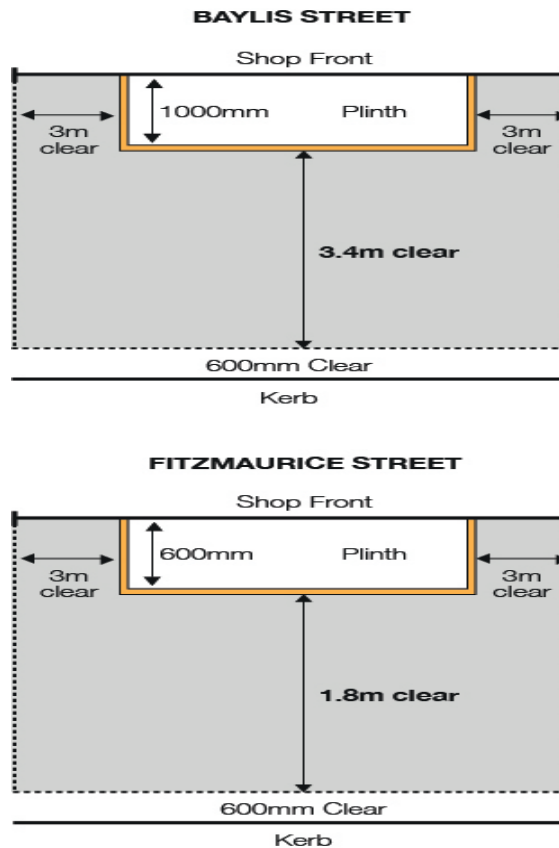 BAYLIS STREET
Shop Front
1000mm Plinth
3m
clear
3m
clear
3.4m clear
600mm Clear
Kerb
FITZMAURICE STREET
Shop Front
600mm Plinth
3m
clear
3m
clear
1.8m clear
600mm Clear
Kerb